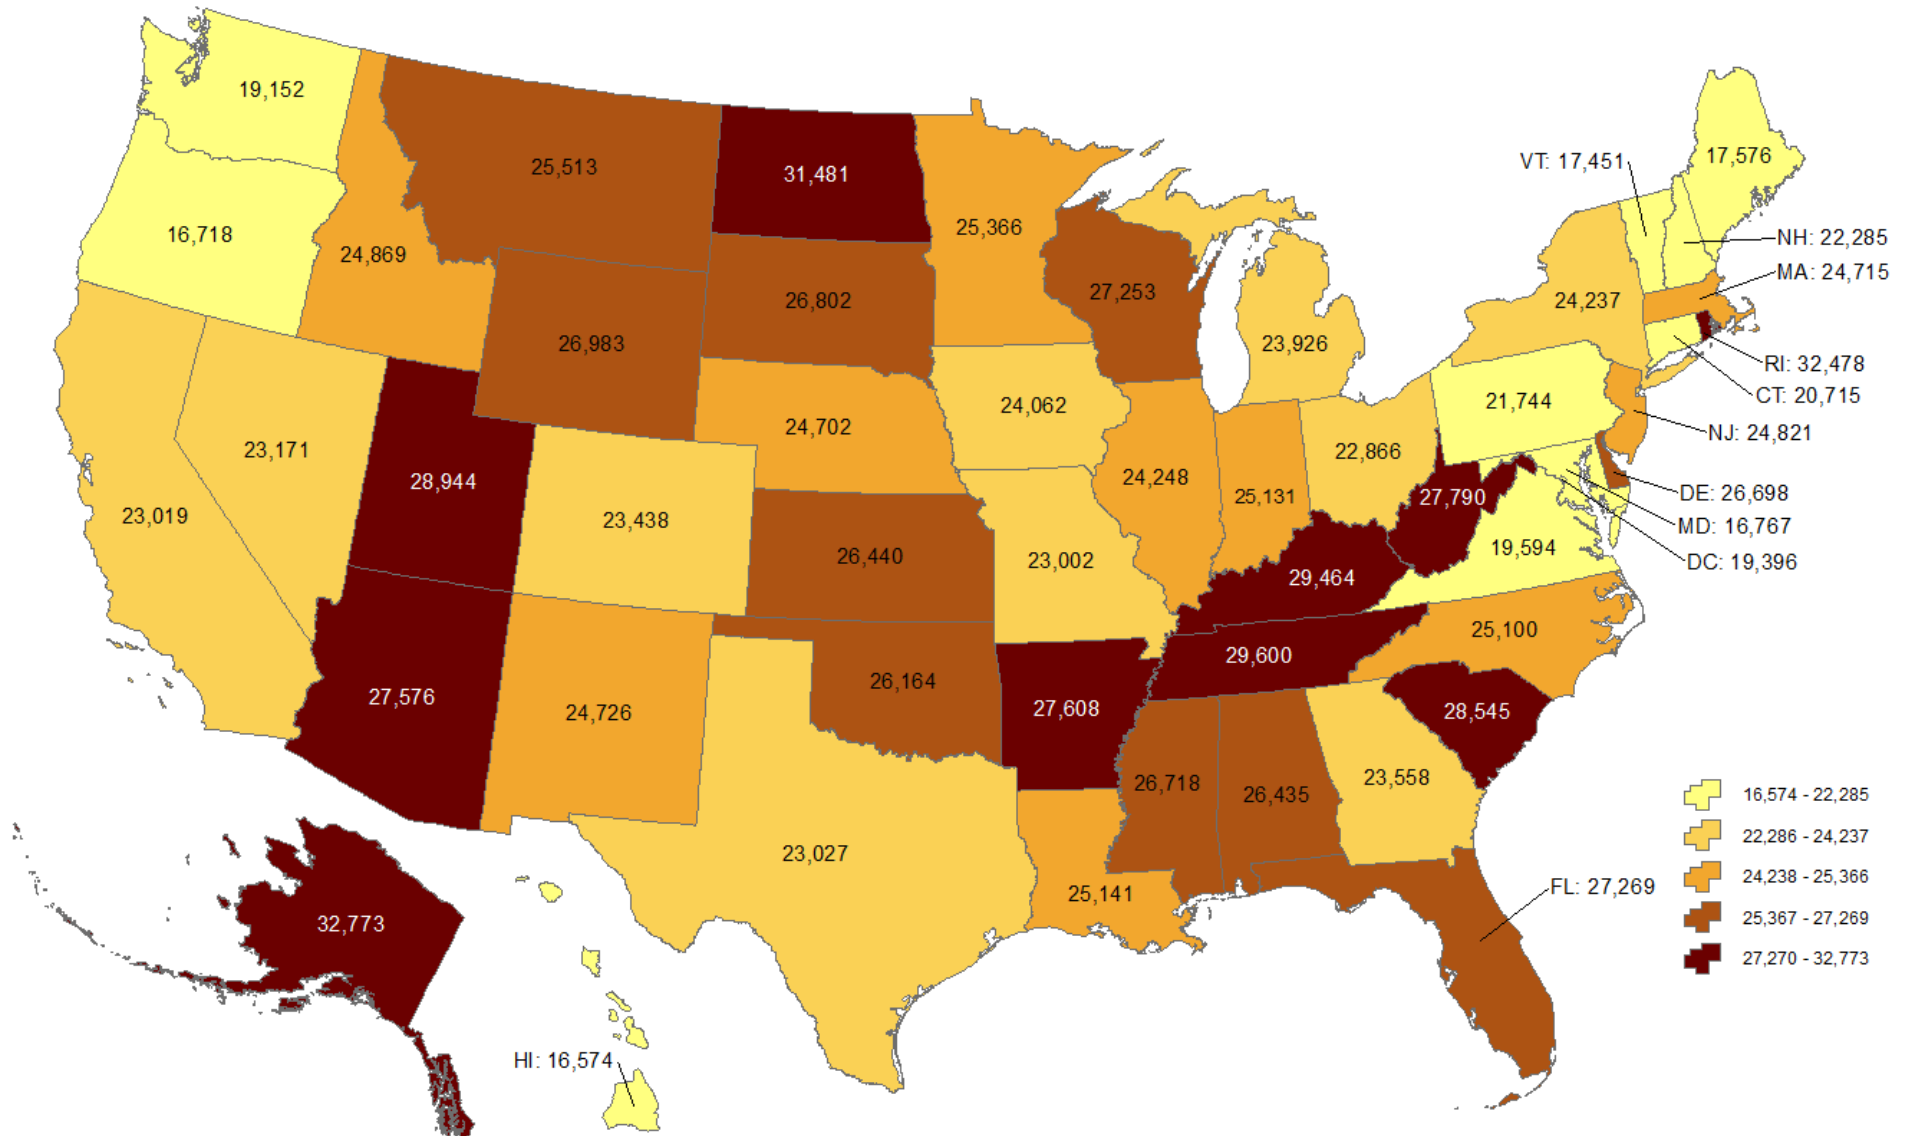 19,152
17,576
VT: 17,451
25,513
31,481
25,366
16,718
24,869
NH: 22,285
MA: 24,715
27,253
26,802
24,237
26,983
23,926
RI: 32,478
CT: 20,715
24,062
21,744
24,702
NJ: 24,821
23,171
22,866
28,944
24,248
25,131
27,790
DE: 26,698
23,019
23,438
MD: 16,767
26,440
23,002
19,594
DC: 19,396
29,464
25,100
29,600
26,164
27,576
24,726
27,608
28,545
26,718
26,435
23,558
16,574 - 22,285
22,286 - 24,237
23,027
24,238 - 25,366
25,141
FL: 27,269
25,367 - 27,269
32,773
27,270 - 32,773
HI: 16,574